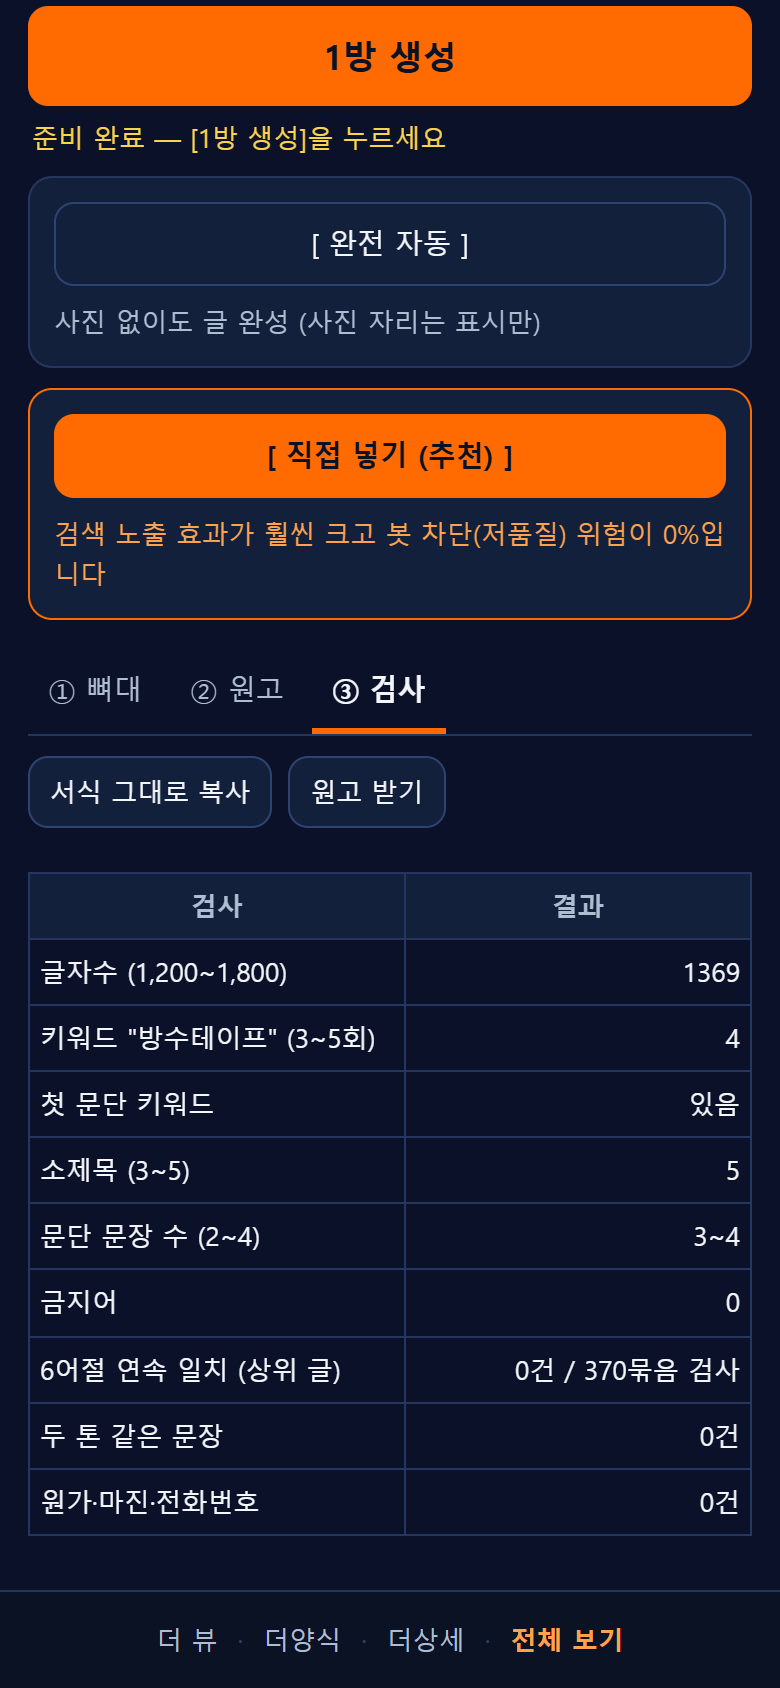 1방 생성
준비 완료 — [1방 생성]을 누르세요
[ 완전 자동 ]
사진 없이도 글 완성 (사진 자리는 표시만)
[ 직접 넣기 (추천) ]
검색 노출 효과가 훨씬 크고 봇 차단(저품질) 위험이 0%입
니다
① 뼈대 ② 원고 ③ 검사
서식 그대로 복사 원고 받기
검사 결과
글자수 (1,200~1,800) 1369
키워드 "방수테이프" (3~5회) 4
첫 문단 키워드 있음
소제목 (3~5) 5
문단 문장 수 (2~4) 3~4
금지어 0
6어절 연속 일치 (상위 글) 0건 / 370묶음 검사
두 톤 같은 문장 0건
원가·마진·전화번호 0건
더 뷰 · 더양식 · 더상세 · 전체 보기